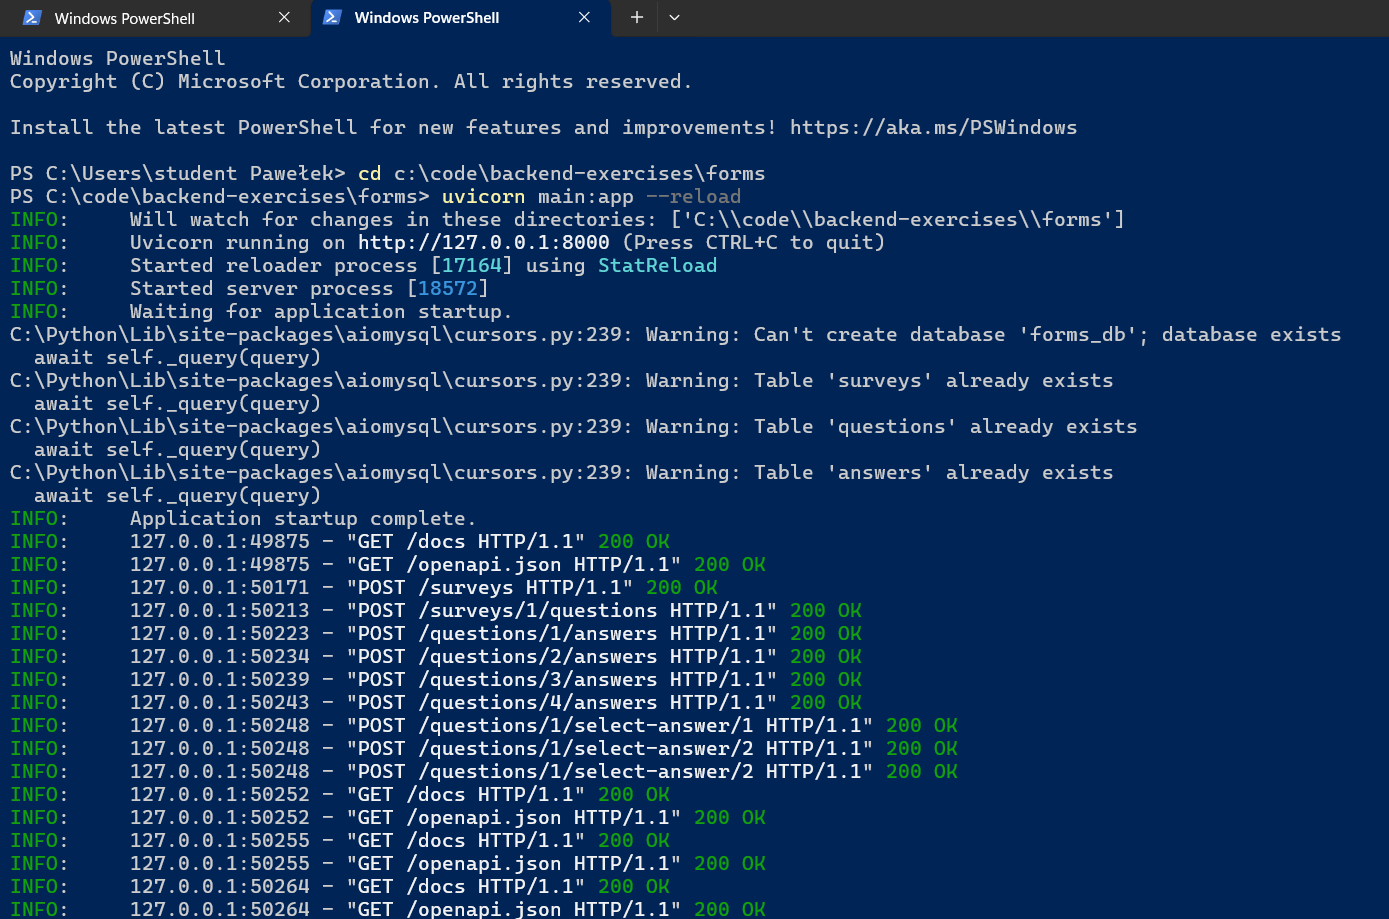 Windows PowerShell
Windows PowerShell
Windows PowerShell
Copyright (C) Microsoft Corporation. All rights reserved.
Install the latest PowerShell for new features and improvements! https://aka.ms/PSWindows
PS C:\Users\student Pawełek> cd c:\code\backend-exercises\forms
PS C:\code\backend-exercises\forms> uvicorn main:app --reload
INFO:     Will watch for changes in these directories: ['C:\\code\\backend-exercises\\forms']
INFO:     Uvicorn running on http://127.0.0.1:8000 (Press CTRL+C to quit)
INFO:     Started reloader process [17164] using StatReload
INFO:     Started server process [18572]
INFO:     Waiting for application startup.
C:\Python\Lib\site-packages\aiomysql\cursors.py:239: Warning: Can't create database 'forms_db'; database exists
  await self._query(query)
C:\Python\Lib\site-packages\aiomysql\cursors.py:239: Warning: Table 'surveys' already exists
  await self._query(query)
C:\Python\Lib\site-packages\aiomysql\cursors.py:239: Warning: Table 'questions' already exists
  await self._query(query)
C:\Python\Lib\site-packages\aiomysql\cursors.py:239: Warning: Table 'answers' already exists
  await self._query(query)
INFO:     Application startup complete.
INFO:     127.0.0.1:49875 - "GET /docs HTTP/1.1" 200 OK
INFO:     127.0.0.1:49875 - "GET /openapi.json HTTP/1.1" 200 OK
INFO:     127.0.0.1:50171 - "POST /surveys HTTP/1.1" 200 OK
INFO:     127.0.0.1:50213 - "POST /surveys/1/questions HTTP/1.1" 200 OK
INFO:     127.0.0.1:50223 - "POST /questions/1/answers HTTP/1.1" 200 OK
INFO:     127.0.0.1:50234 - "POST /questions/2/answers HTTP/1.1" 200 OK
INFO:     127.0.0.1:50239 - "POST /questions/3/answers HTTP/1.1" 200 OK
INFO:     127.0.0.1:50243 - "POST /questions/4/answers HTTP/1.1" 200 OK
INFO:     127.0.0.1:50248 - "POST /questions/1/select-answer/1 HTTP/1.1" 200 OK
INFO:     127.0.0.1:50248 - "POST /questions/1/select-answer/2 HTTP/1.1" 200 OK
INFO:     127.0.0.1:50248 - "POST /questions/1/select-answer/2 HTTP/1.1" 200 OK
INFO:     127.0.0.1:50252 - "GET /docs HTTP/1.1" 200 OK
INFO:     127.0.0.1:50252 - "GET /openapi.json HTTP/1.1" 200 OK
INFO:     127.0.0.1:50255 - "GET /docs HTTP/1.1" 200 OK
INFO:     127.0.0.1:50255 - "GET /openapi.json HTTP/1.1" 200 OK
INFO:     127.0.0.1:50264 - "GET /docs HTTP/1.1" 200 OK
INFO:     127.0.0.1:50264 - "GET /openapi.json HTTP/1.1" 200 OK